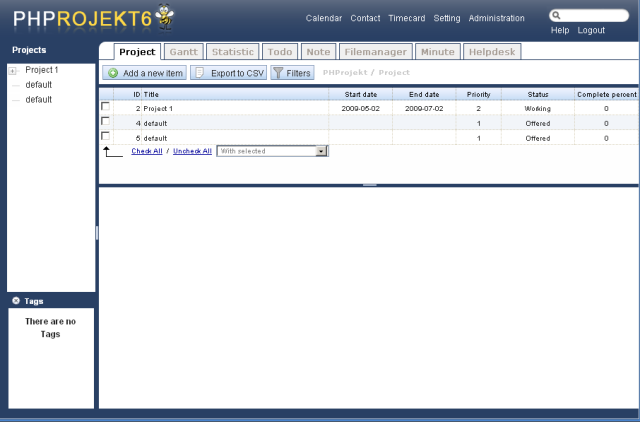 PHPROJEKT6
Calendar Contact Timecard Setting Administration
Help Logout
Projects
Project 1
default
default
Project Gantt Statistic Todo Note Filemanager Minute Helpdesk
Add a new item Export to CSV Filters PHProjekt / Project
ID Title Start date End date Priority Status Complete percent
2 Project 1 2009-06-02 2009-07-02 2 Working 0
4 default 1 Offered 0
5 default 1 Offered 0
Check All / Uncheck All With selected
Tags
There are no
Tags